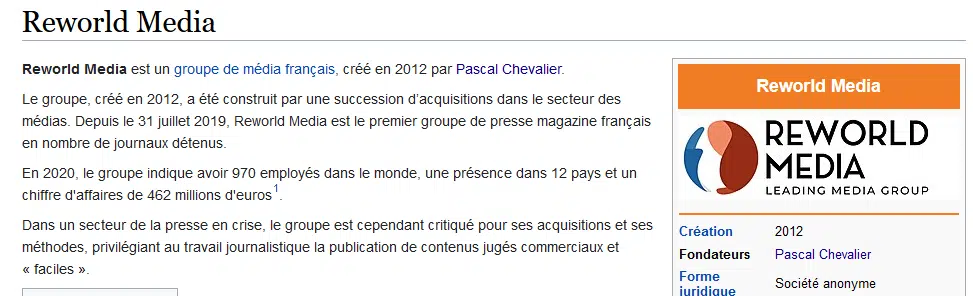 Reworld Media
Reworld Media est un groupe de média français, créé en 2012 par Pascal Chevalier.
Le groupe, créé en 2012, a été construit par une succession d'acquisitions dans le secteur des
médias. Depuis le 31 juillet 2019, Reworld Media est le premier groupe de presse magazine français
en nombre de journaux détenus.
En 2020, le groupe indique avoir 970 employés dans le monde, une présence dans 12 pays et un
chiffre d'affaires de 462 millions d'euros¹.
Dans un secteur de la presse en crise, le groupe est cependant critiqué pour ses acquisitions et ses
méthodes, privilégiant au travail journalistique la publication de contenus jugés commerciaux et
« faciles ».
Reworld Media
REWORLD
MEDIA
LEADING MEDIA GROUP
Création 2012
Fondateurs Pascal Chevalier
Forme
juridique Société anonyme